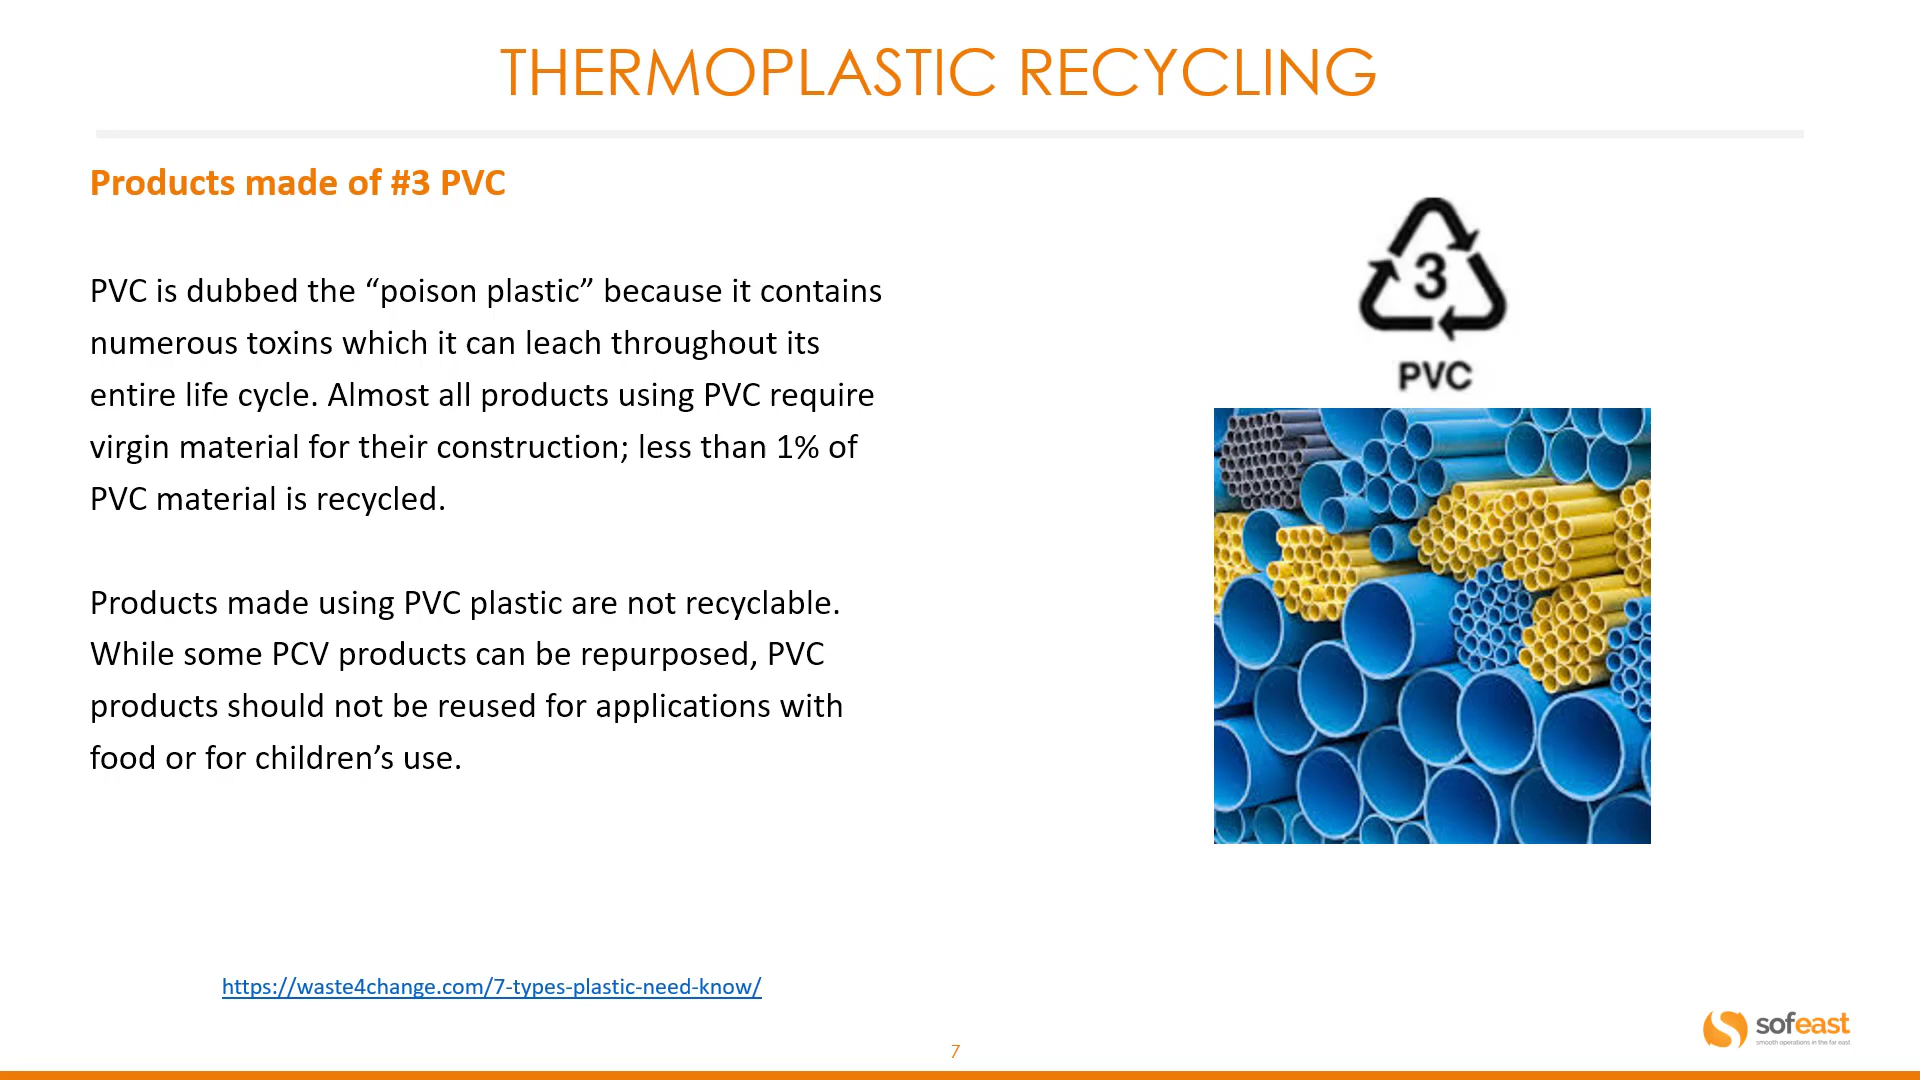 THERMOPLASTIC RECYCLING
Products made of #3 PVC
PVC is dubbed the “poison plastic” because it contains
numerous toxins which it can leach throughout its
entire life cycle. Almost all products using PVC require
virgin material for their construction; less than 1% of
PVC material is recycled.
Products made using PVC plastic are not recyclable.
While some PCV products can be repurposed, PVC
products should not be reused for applications with
food or for children’s use.
3
PVC
https://waste4change.com/7-types-plastic-need-know/
sofeast
smooth operations in the far east
7